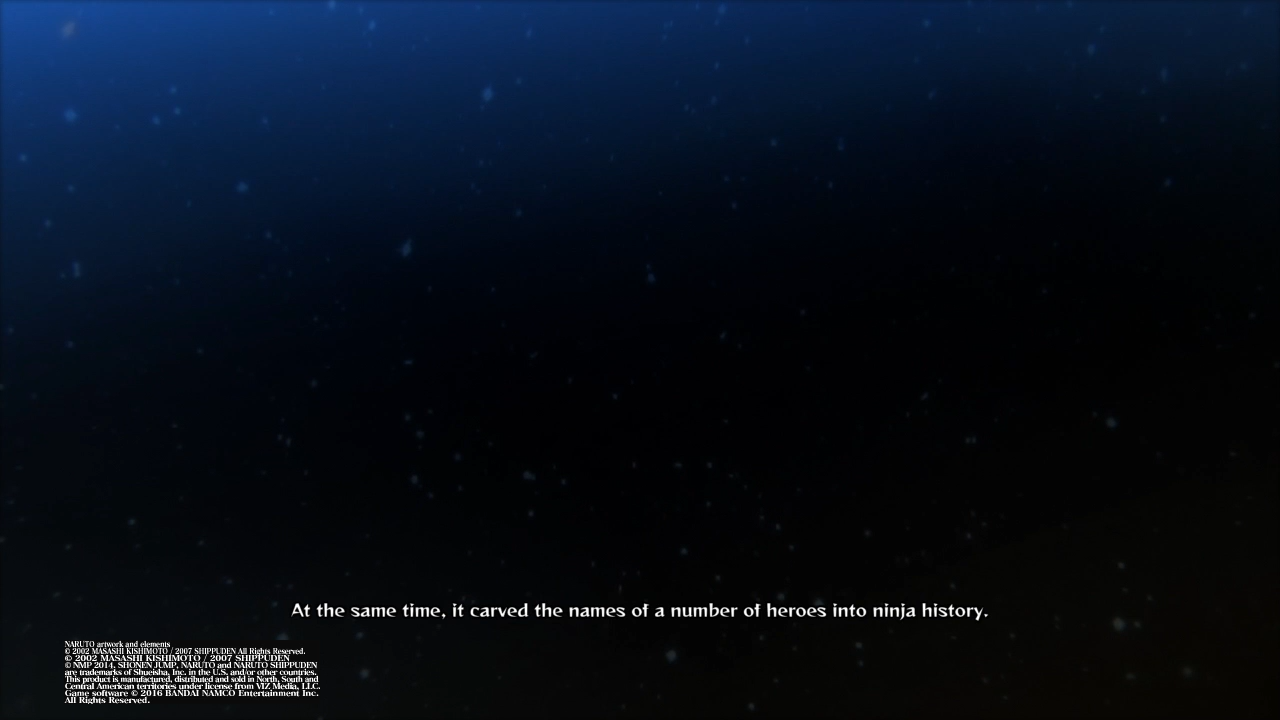 At the same time, it carved the names of a number of heroes into ninja history.
NARUTO artwork and elements
© 2002 MASASHI KISHIMOTO / 2007 SHIPPUDEN All Rights Reserved.
© 2002 MASASHI KISHIMOTO / 2007 SHIPPUDEN
© NMP 2014. SHONEN JUMP, NARUTO and NARUTO SHIPPUDEN
are trademarks of Shueisha, Inc. in the U.S. and/or other countries.
This product is manufactured, distributed and sold in North, South and
Central American territories under license from VIZ Media, LLC.
Game software © 2016 BANDAI NAMCO Entertainment Inc.
All Rights Reserved.